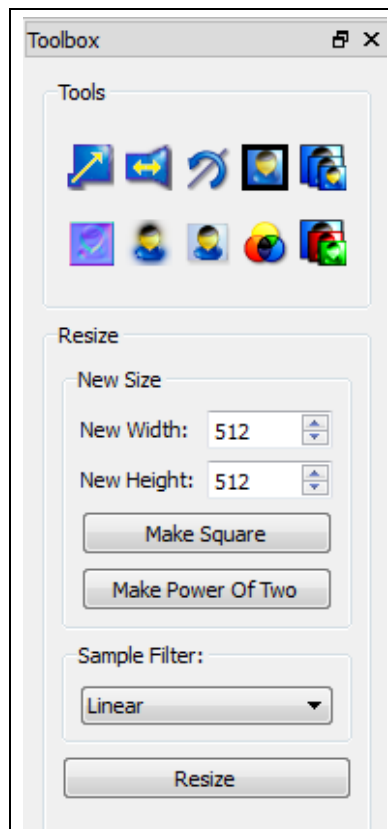 Toolbox
Tools
Resize
New Size
New Width: 512
New Height: 512
Make Square
Make Power Of Two
Sample Filter:
Linear
Resize